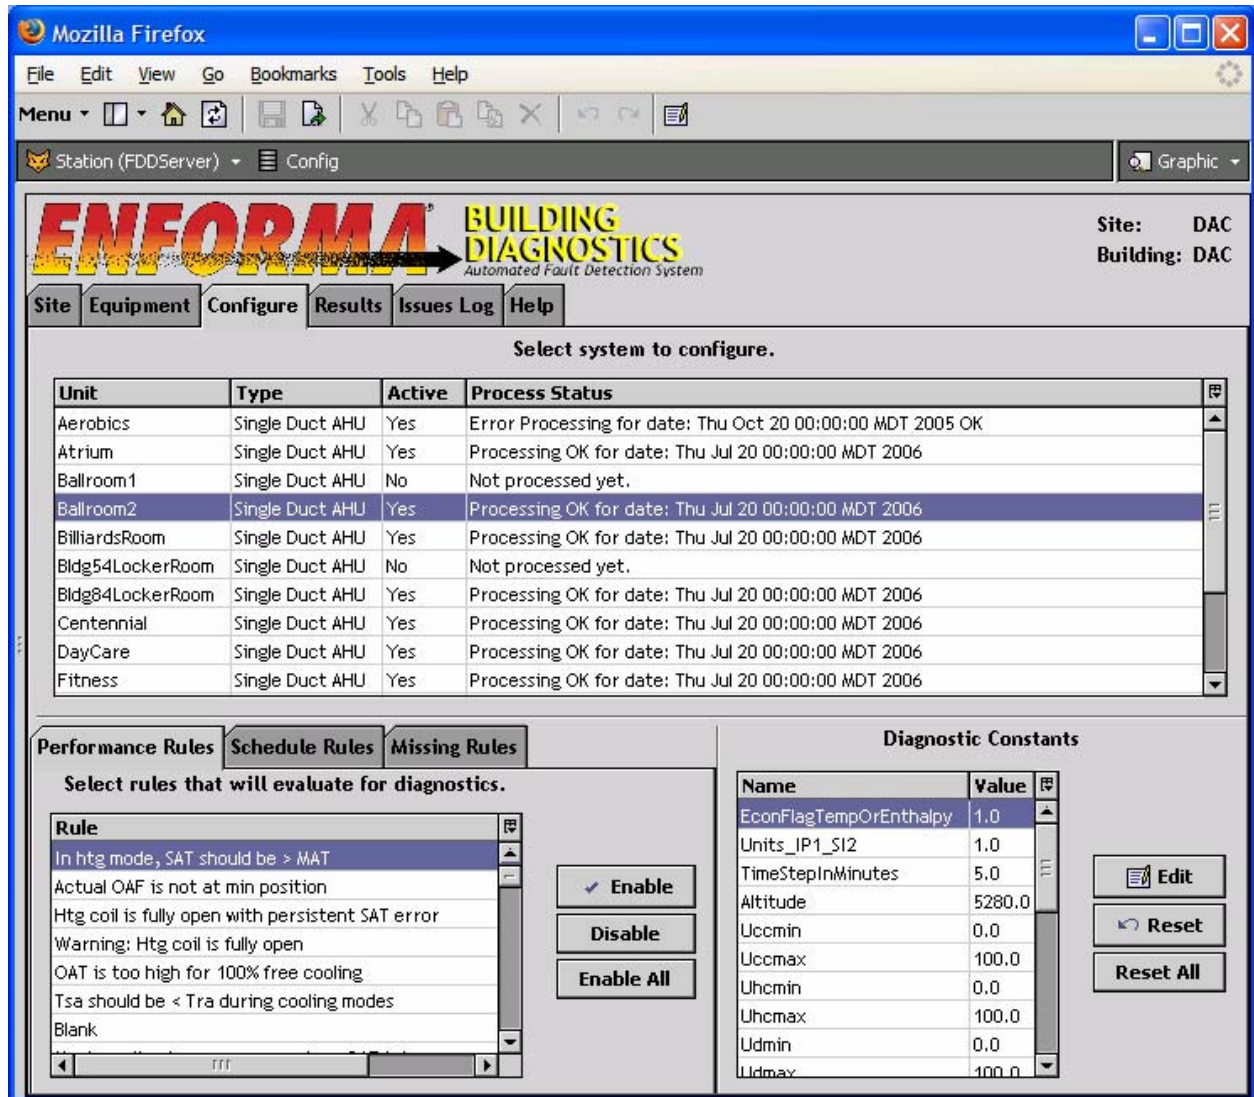 Mozilla Firefox
File Edit View Go Bookmarks Tools Help
Menu
Station (FDDServer) Config Graphic
ENFORMA® BUILDING DIAGNOSTICS
Automated Fault Detection System
Site: DAC
Building: DAC
Site Equipment Configure Results Issues Log Help
Select system to configure.
Unit Type Active Process Status
Aerobics Single Duct AHU Yes Error Processing for date: Thu Oct 20 00:00:00 MDT 2005 OK
Atrium Single Duct AHU Yes Processing OK for date: Thu Jul 20 00:00:00 MDT 2006
Ballroom1 Single Duct AHU No Not processed yet.
Ballroom2 Single Duct AHU Yes Processing OK for date: Thu Jul 20 00:00:00 MDT 2006
BilliardsRoom Single Duct AHU Yes Processing OK for date: Thu Jul 20 00:00:00 MDT 2006
Bldg54LockerRoom Single Duct AHU No Not processed yet.
Bldg84LockerRoom Single Duct AHU Yes Processing OK for date: Thu Jul 20 00:00:00 MDT 2006
Centennial Single Duct AHU Yes Processing OK for date: Thu Jul 20 00:00:00 MDT 2006
DayCare Single Duct AHU Yes Processing OK for date: Thu Jul 20 00:00:00 MDT 2006
Fitness Single Duct AHU Yes Processing OK for date: Thu Jul 20 00:00:00 MDT 2006
Performance Rules Schedule Rules Missing Rules
Select rules that will evaluate for diagnostics.
Rule
In htg mode, SAT should be > MAT
Actual OAF is not at min position
Htg coil is fully open with persistent SAT error
Warning: Htg coil is fully open
OAT is too high for 100% free cooling
Tsa should be < Tra during cooling modes
Blank
Enable
Disable
Enable All
Diagnostic Constants
Name Value
EconFlagTempOrEnthalpy 1.0
Units_IP1_SI2 1.0
TimeStepInMinutes 5.0
Altitude 5280.0
Uccmin 0.0
Uccmax 100.0
Uhcmin 0.0
Uhcmax 100.0
Udmin 0.0
Udmax 100.0
Edit
Reset
Reset All